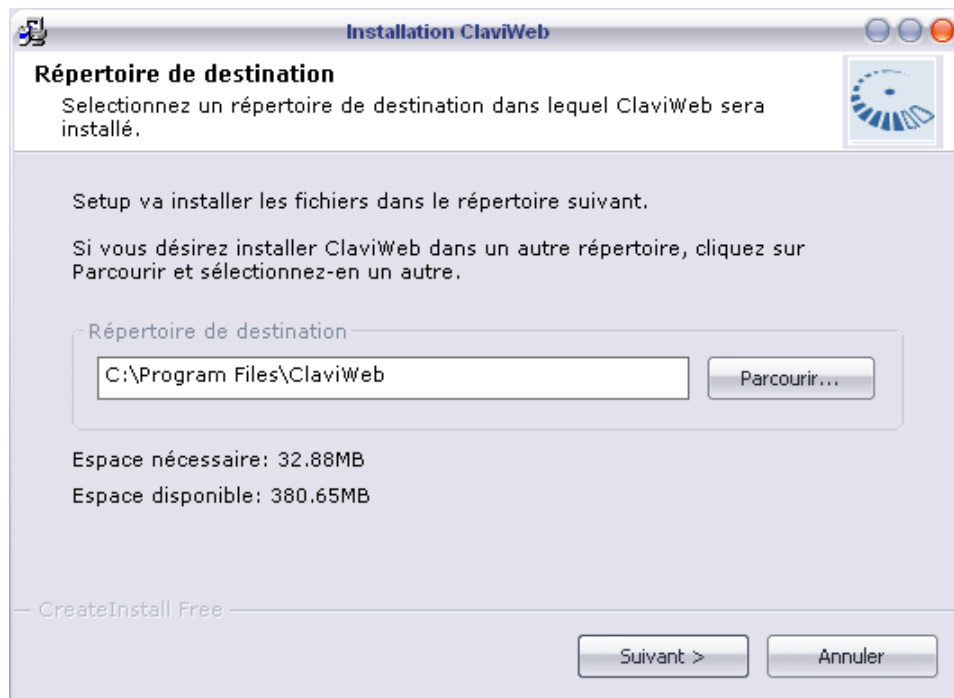 Installation ClaviWeb
Répertoire de destination
Selectionnez un répertoire de destination dans lequel ClaviWeb sera
installé.
Setup va installer les fichiers dans le répertoire suivant.
Si vous désirez installer ClaviWeb dans un autre répertoire, cliquez sur
Parcourir et sélectionnez-en un autre.
Répertoire de destination
C:\Program Files\ClaviWeb
Parcourir...
Espace nécessaire: 32.88MB
Espace disponible: 380.65MB
CreateInstall Free
Suivant >
Annuler